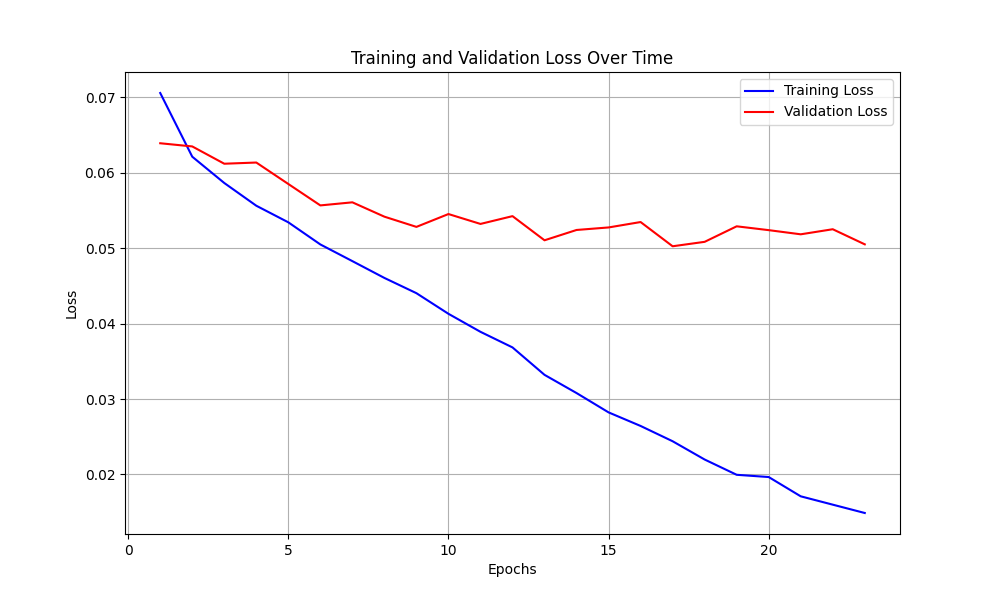 Training and Validation Loss Over Time
Training Loss
Validation Loss
0.07
0.06
0.05
0.04
0.03
0.02
Loss
0 5 10 15 20
Epochs